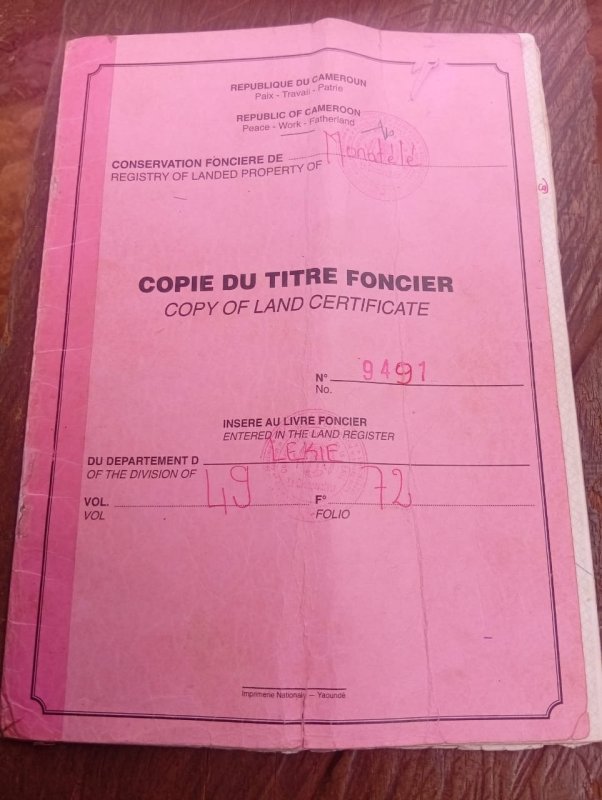 REPUBLIQUE DU CAMEROUN
Paix - Travail - Patrie
REPUBLIC OF CAMEROON
Peace - Work - Fatherland
CONSERVATION FONCIERE DE Monatélé
REGISTRY OF LANDED PROPERTY OF
COPIE DU TITRE FONCIER
COPY OF LAND CERTIFICATE
N° 9491
No.
INSERE AU LIVRE FONCIER
ENTERED IN THE LAND REGISTER
DU DEPARTEMENT D LEKIE
OF THE DIVISION OF
VOL. 49 F° 72
VOL FOLIO
Imprimerie Nationale — Yaoundé